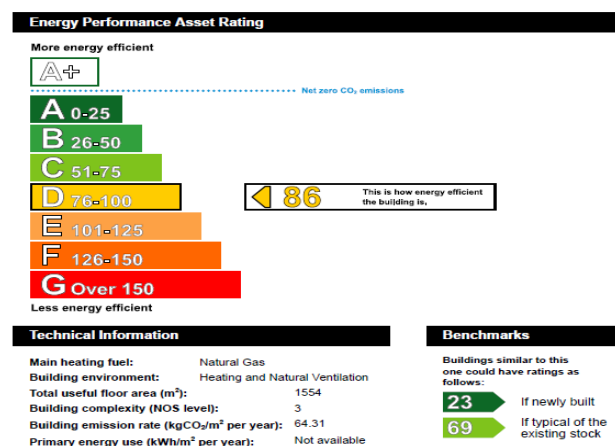 Energy Performance Asset Rating
More energy efficient
A+
Net zero CO₂ emissions
A 0-25
B 26-50
C 51-75
D 76-100
86
This is how energy efficient
the building is.
E 101-125
F 126-150
G Over 150
Less energy efficient
Technical Information
Main heating fuel: Natural Gas
Building environment: Heating and Natural Ventilation
Total useful floor area (m²): 1554
Building complexity (NOS level): 3
Building emission rate (kgCO₂/m² per year): 64.31
Primary energy use (kWh/m² per year): Not available
Benchmarks
Buildings similar to this
one could have ratings as
follows:
23 If newly built
69 If typical of the
existing stock